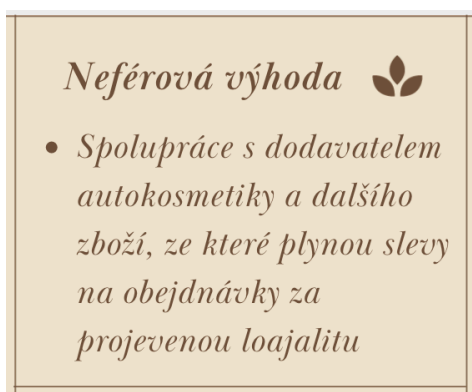 Neférová výhoda
• Spolupráce s dodavatelem
autokosmetiky a dalšího
zboží, ze které plynou slevy
na obejdnávky za
projevenou loajalitu